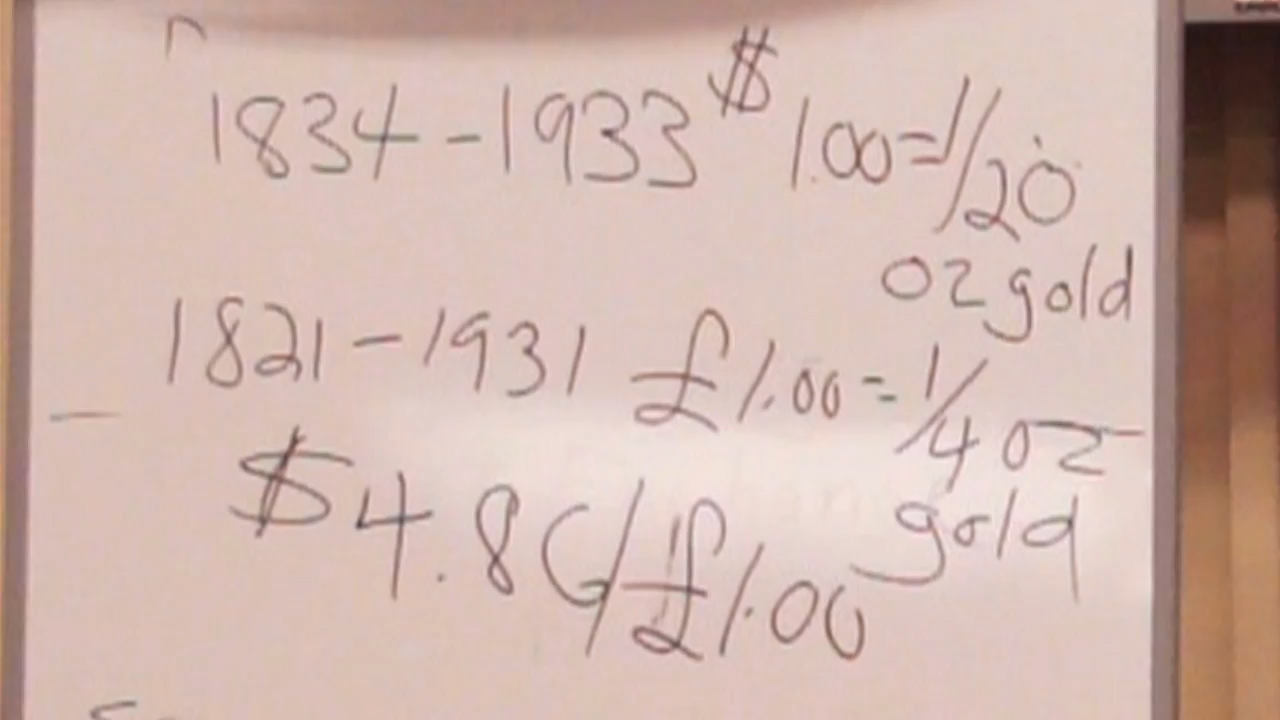 1834-1933 $1.00=1/20
oz gold
1821-1931 £1.00=1/4 oz
gold
$4.86/£1.00